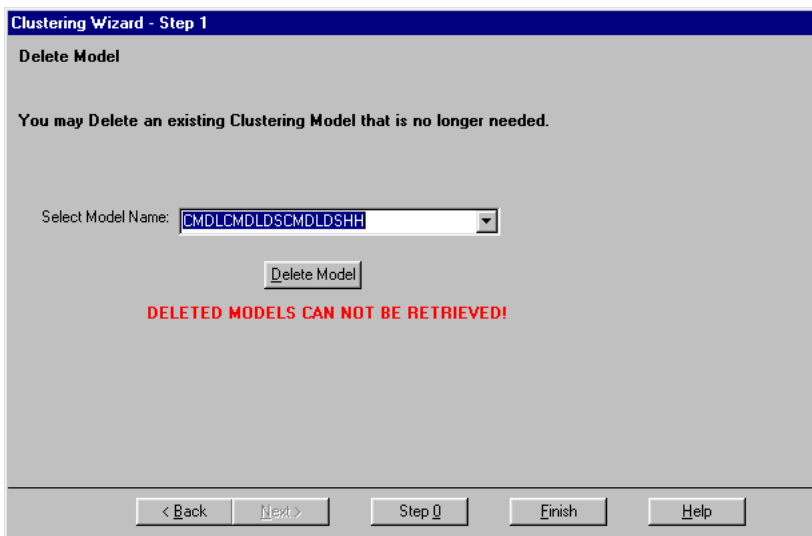 Clustering Wizard - Step 1
Delete Model
You may Delete an existing Clustering Model that is no longer needed.
Select Model Name: CMDLCMDLDSCMDLDSHH
Delete Model
DELETED MODELS CAN NOT BE RETRIEVED!
< Back Next > Step 0 Finish Help